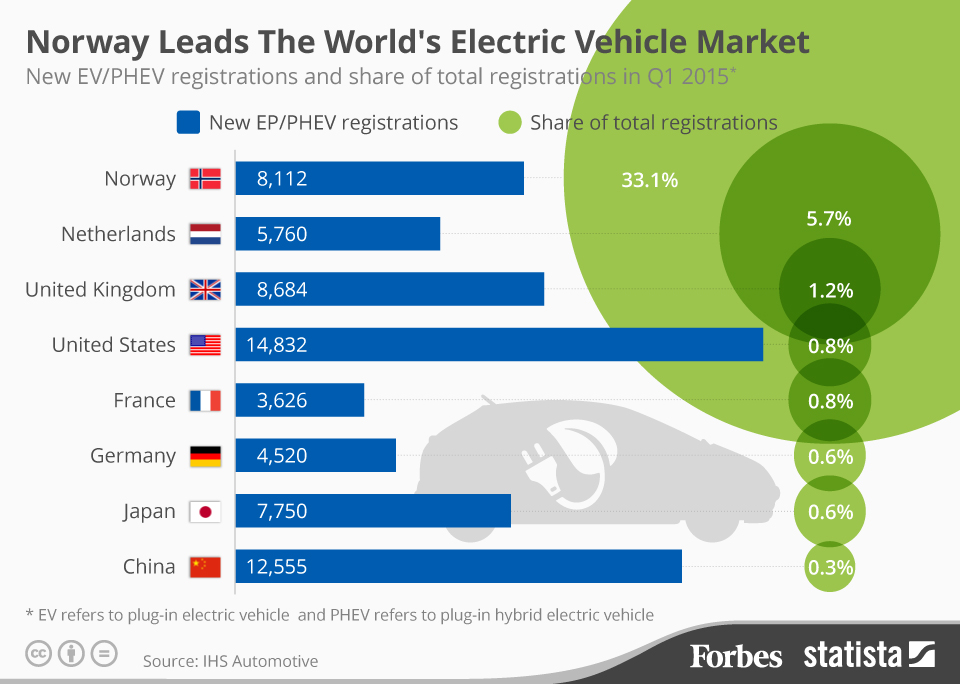 Norway Leads The World's Electric Vehicle Market
New EV/PHEV registrations and share of total registrations in Q1 2015*
New EP/PHEV registrations Share of total registrations
Norway 8,112 33.1%
Netherlands 5,760 5.7%
United Kingdom 8,684 1.2%
United States 14,832 0.8%
France 3,626 0.8%
Germany 4,520 0.6%
Japan 7,750 0.6%
China 12,555 0.3%
* EV refers to plug-in electric vehicle and PHEV refers to plug-in hybrid electric vehicle
cc Source: IHS Automotive Forbes statista